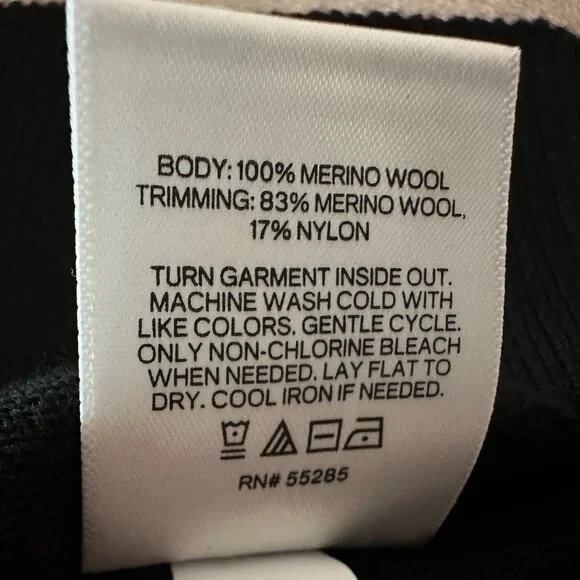 BODY: 100% MERINO WOOL
TRIMMING: 83% MERINO WOOL,
17% NYLON
TURN GARMENT INSIDE OUT.
MACHINE WASH COLD WITH
LIKE COLORS. GENTLE CYCLE.
ONLY NON-CHLORINE BLEACH
WHEN NEEDED. LAY FLAT TO
DRY. COOL IRON IF NEEDED.
RN# 55285